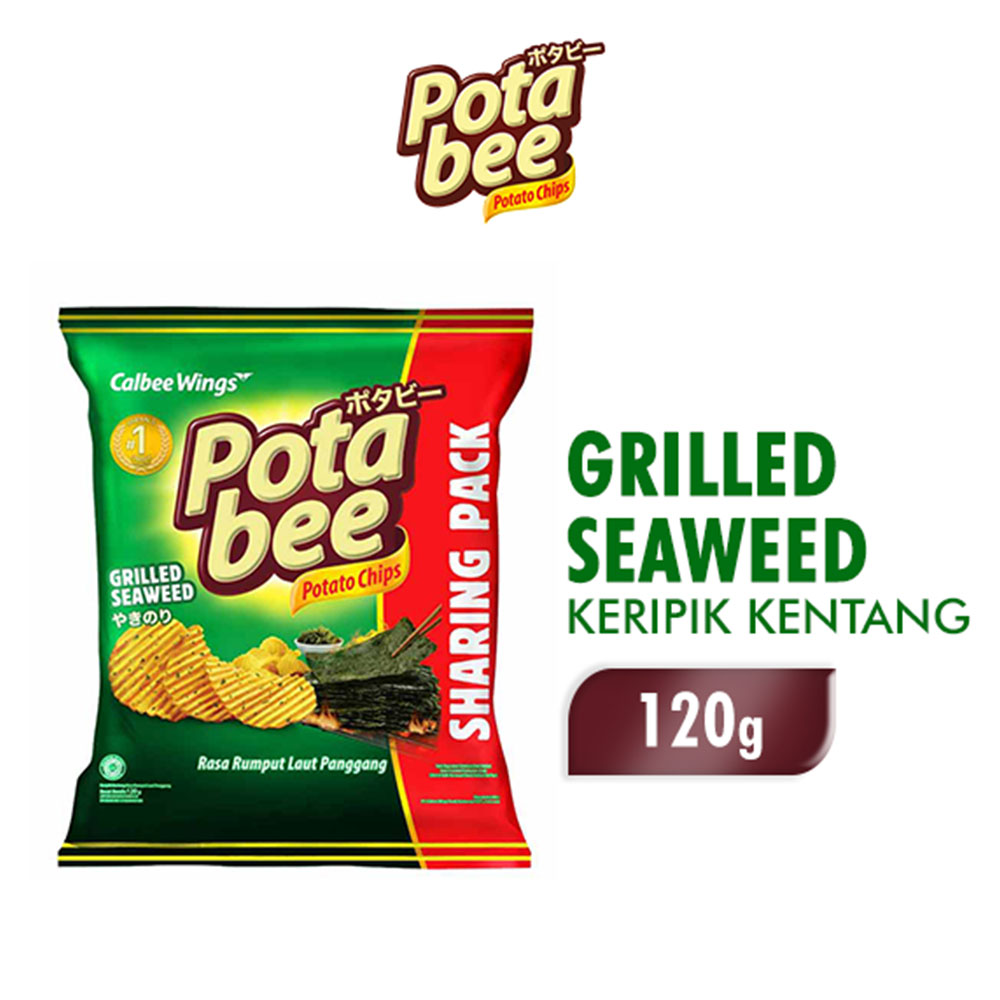 ポタビー
Pota
bee
Potato Chips
Calbee Wings
#1
ポタビー
Pota
bee
Potato Chips
GRILLED
SEAWEED
やきのり
SHARING PACK
Rasa Rumput Laut Panggang
GRILLED
SEAWEED
KERIPIK KENTANG
120g